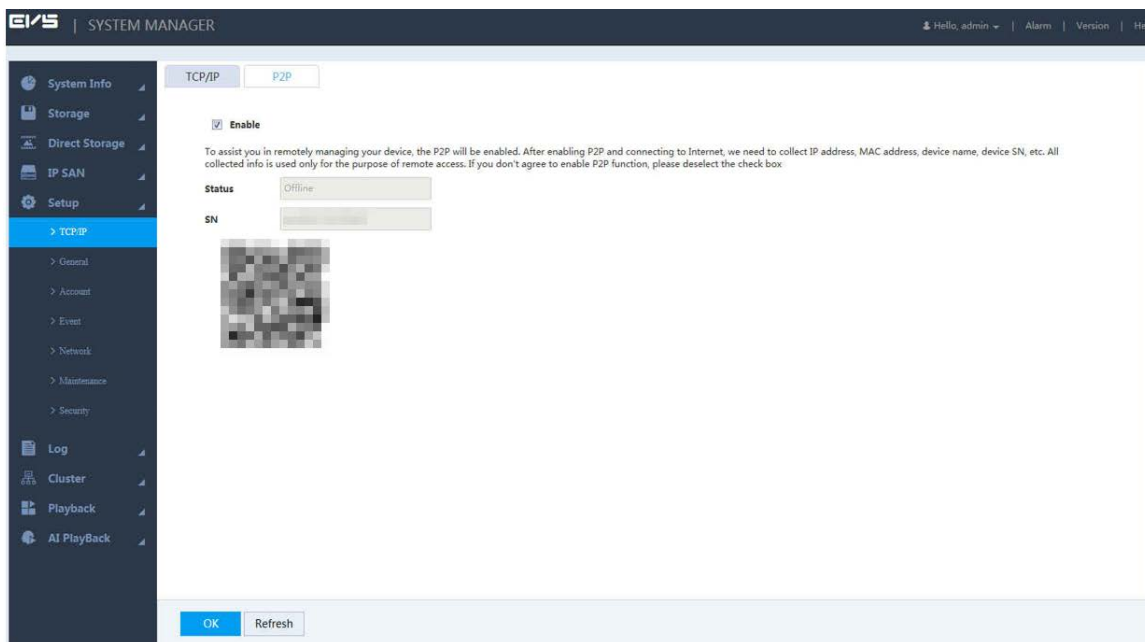 EIVS | SYSTEM MANAGER
Hello, admin | Alarm | Version | He
System Info
Storage
Direct Storage
IP SAN
Setup
> TCP/IP
> General
> Account
> Event
> Network
> Maintenance
> Security
Log
Cluster
Playback
AI PlayBack
TCP/IP
P2P
Enable
To assist you in remotely managing your device, the P2P will be enabled. After enabling P2P and connecting to Internet, we need to collect IP address, MAC address, device name, device SN, etc. All
collected info is used only for the purpose of remote access. If you don't agree to enable P2P function, please deselect the check box
Status Offline
SN
OK Refresh